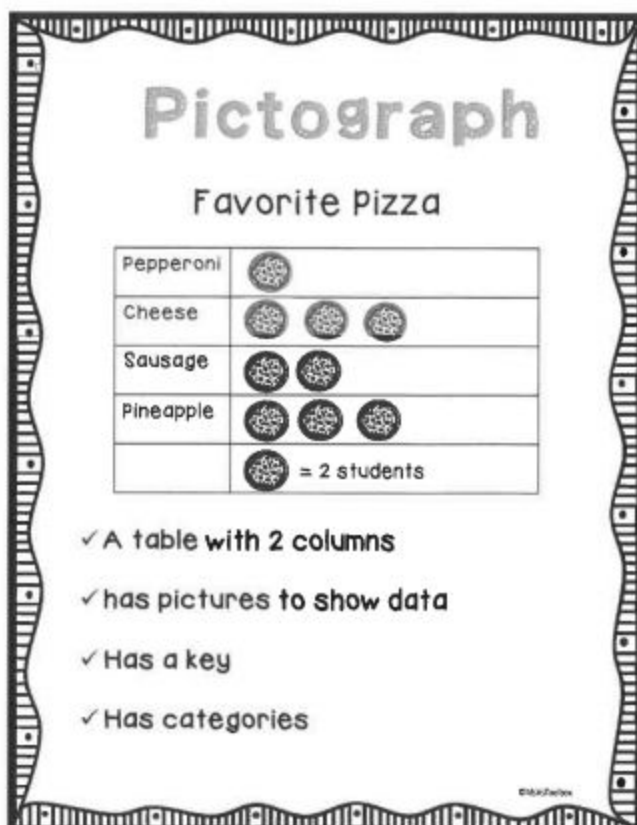 Pictograph
Favorite Pizza
Pepperoni
Cheese
Sausage
Pineapple
= 2 students
✓ A table with 2 columns
✓ has pictures to show data
✓ Has a key
✓ Has categories